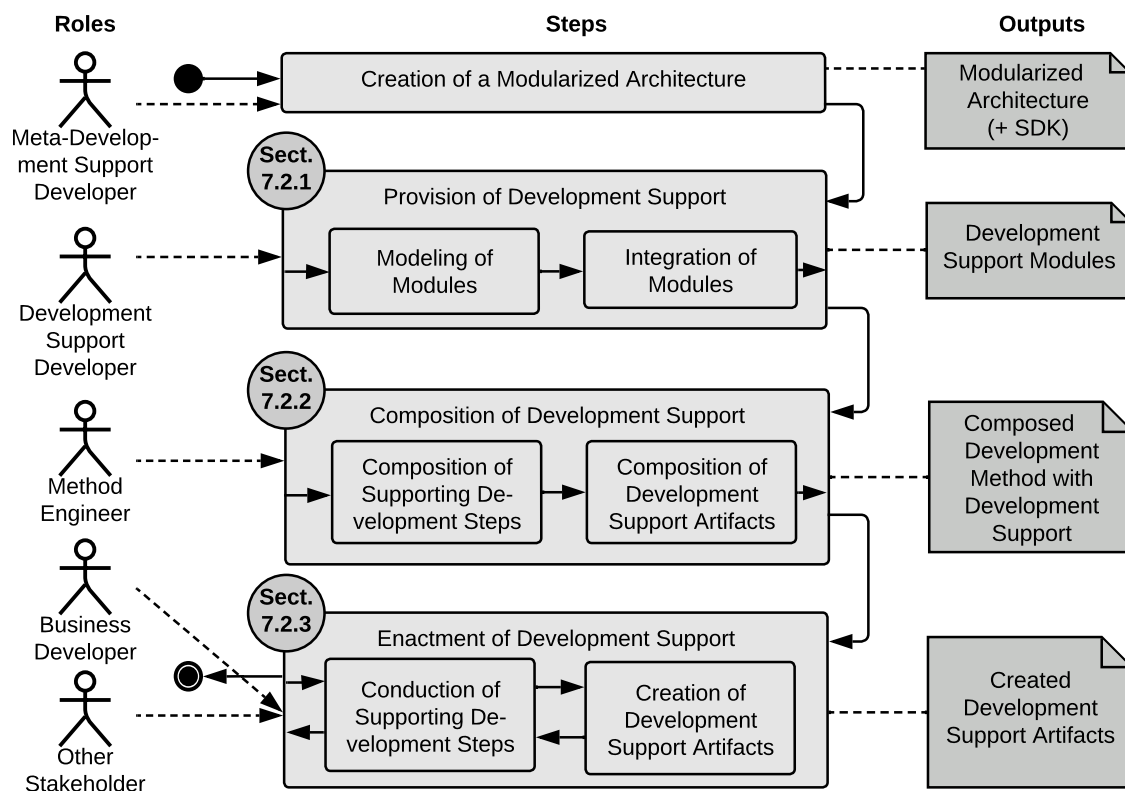 Roles
Steps
Outputs
Meta-Develop-
ment Support
Developer
Creation of a Modularized Architecture
Modularized
Architecture
(+ SDK)
Sect.
7.2.1
Provision of Development Support
Modeling of
Modules
Integration of
Modules
Development
Support Modules
Development
Support
Developer
Sect.
7.2.2
Composition of Development Support
Composition of
Supporting De-
velopment Steps
Composition of
Development
Support Artifacts
Composed
Development
Method with
Development
Support
Method
Engineer
Business
Developer
Sect.
7.2.3
Enactment of Development Support
Conduction of
Supporting De-
velopment Steps
Creation of
Development
Support Artifacts
Created
Development
Support Artifacts
Other
Stakeholder